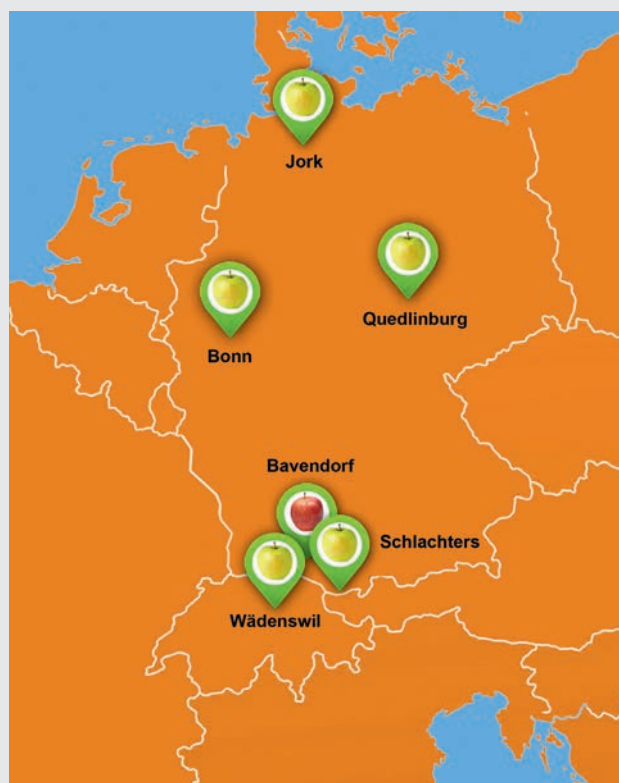 Jork
Quedlinburg
Bonn
Bavendorf
Schlachters
Wädenswil